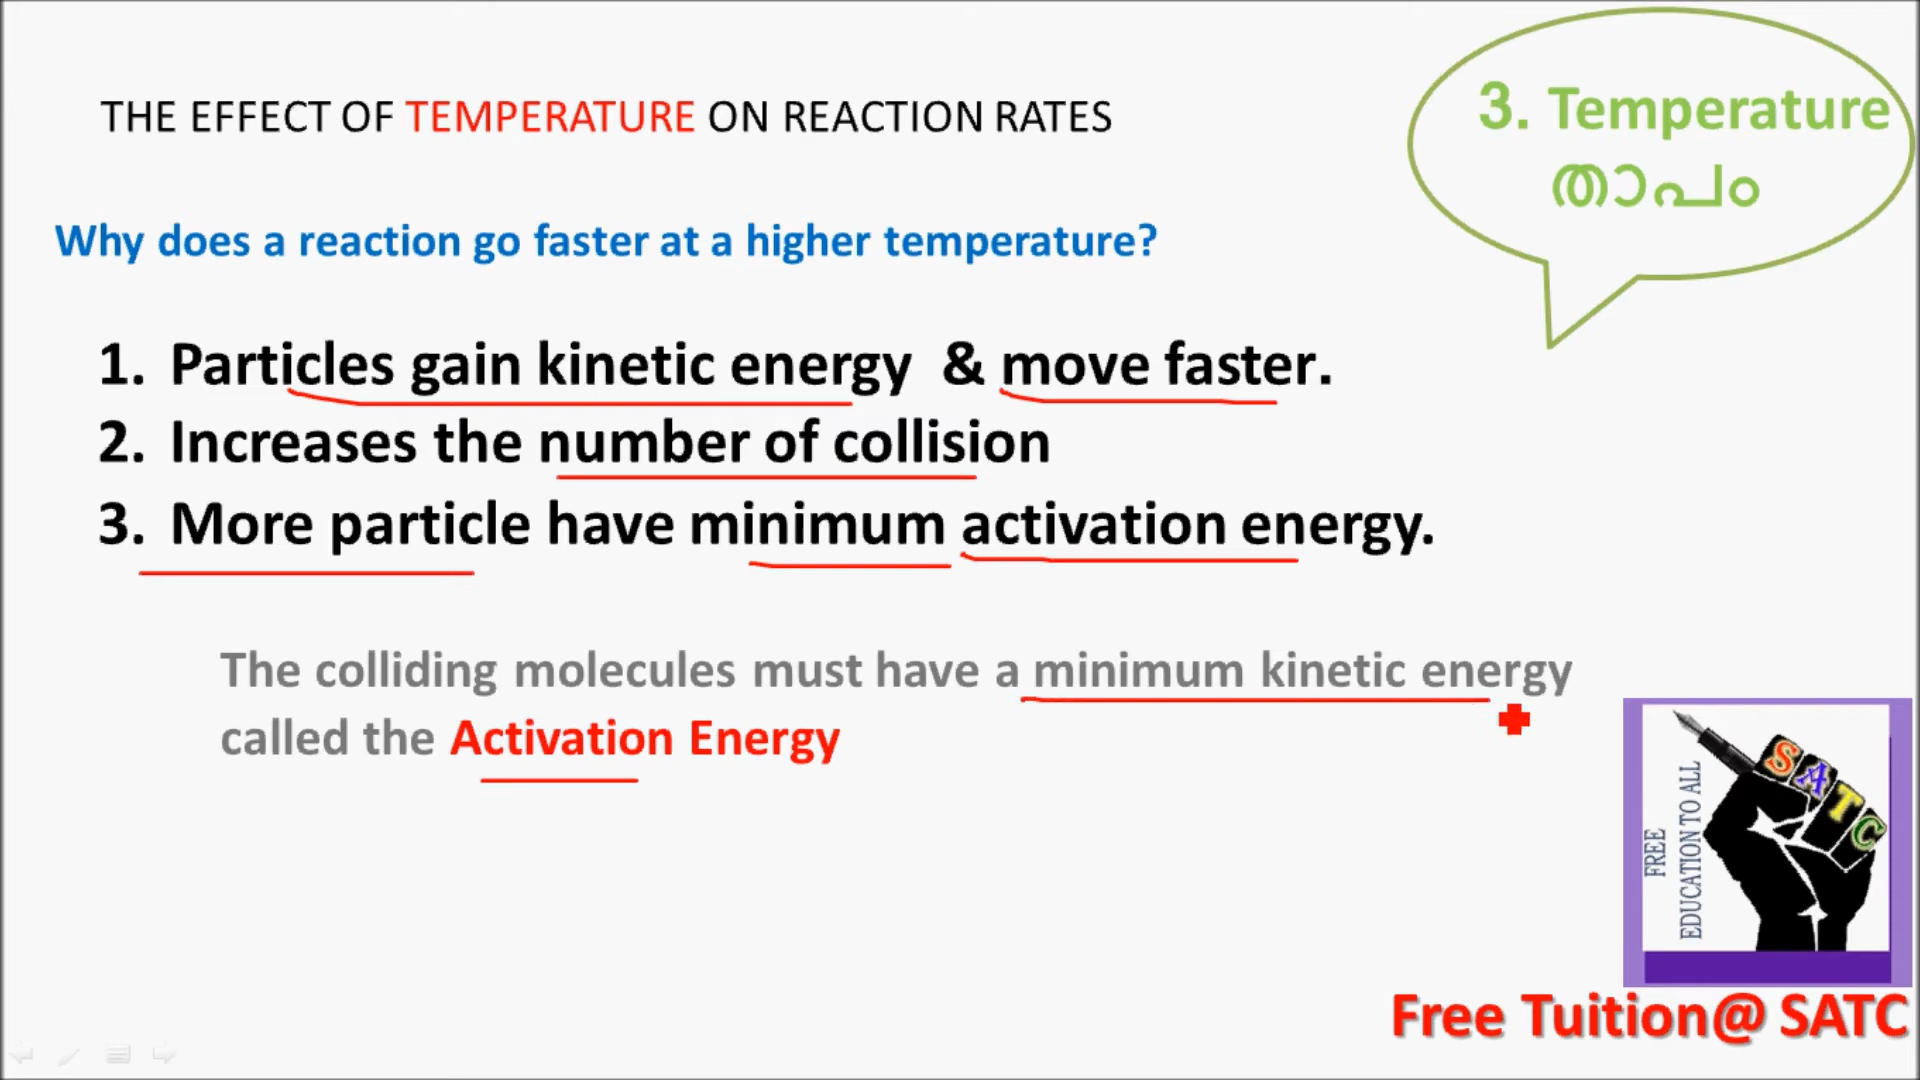 THE EFFECT OF TEMPERATURE ON REACTION RATES
3. Temperature
താപം
Why does a reaction go faster at a higher temperature?
1. Particles gain kinetic energy & move faster.
2. Increases the number of collision
3. More particle have minimum activation energy.
The colliding molecules must have a minimum kinetic energy
called the Activation Energy
FREE
EDUCATION TO ALL
SATC
Free Tuition@ SATC